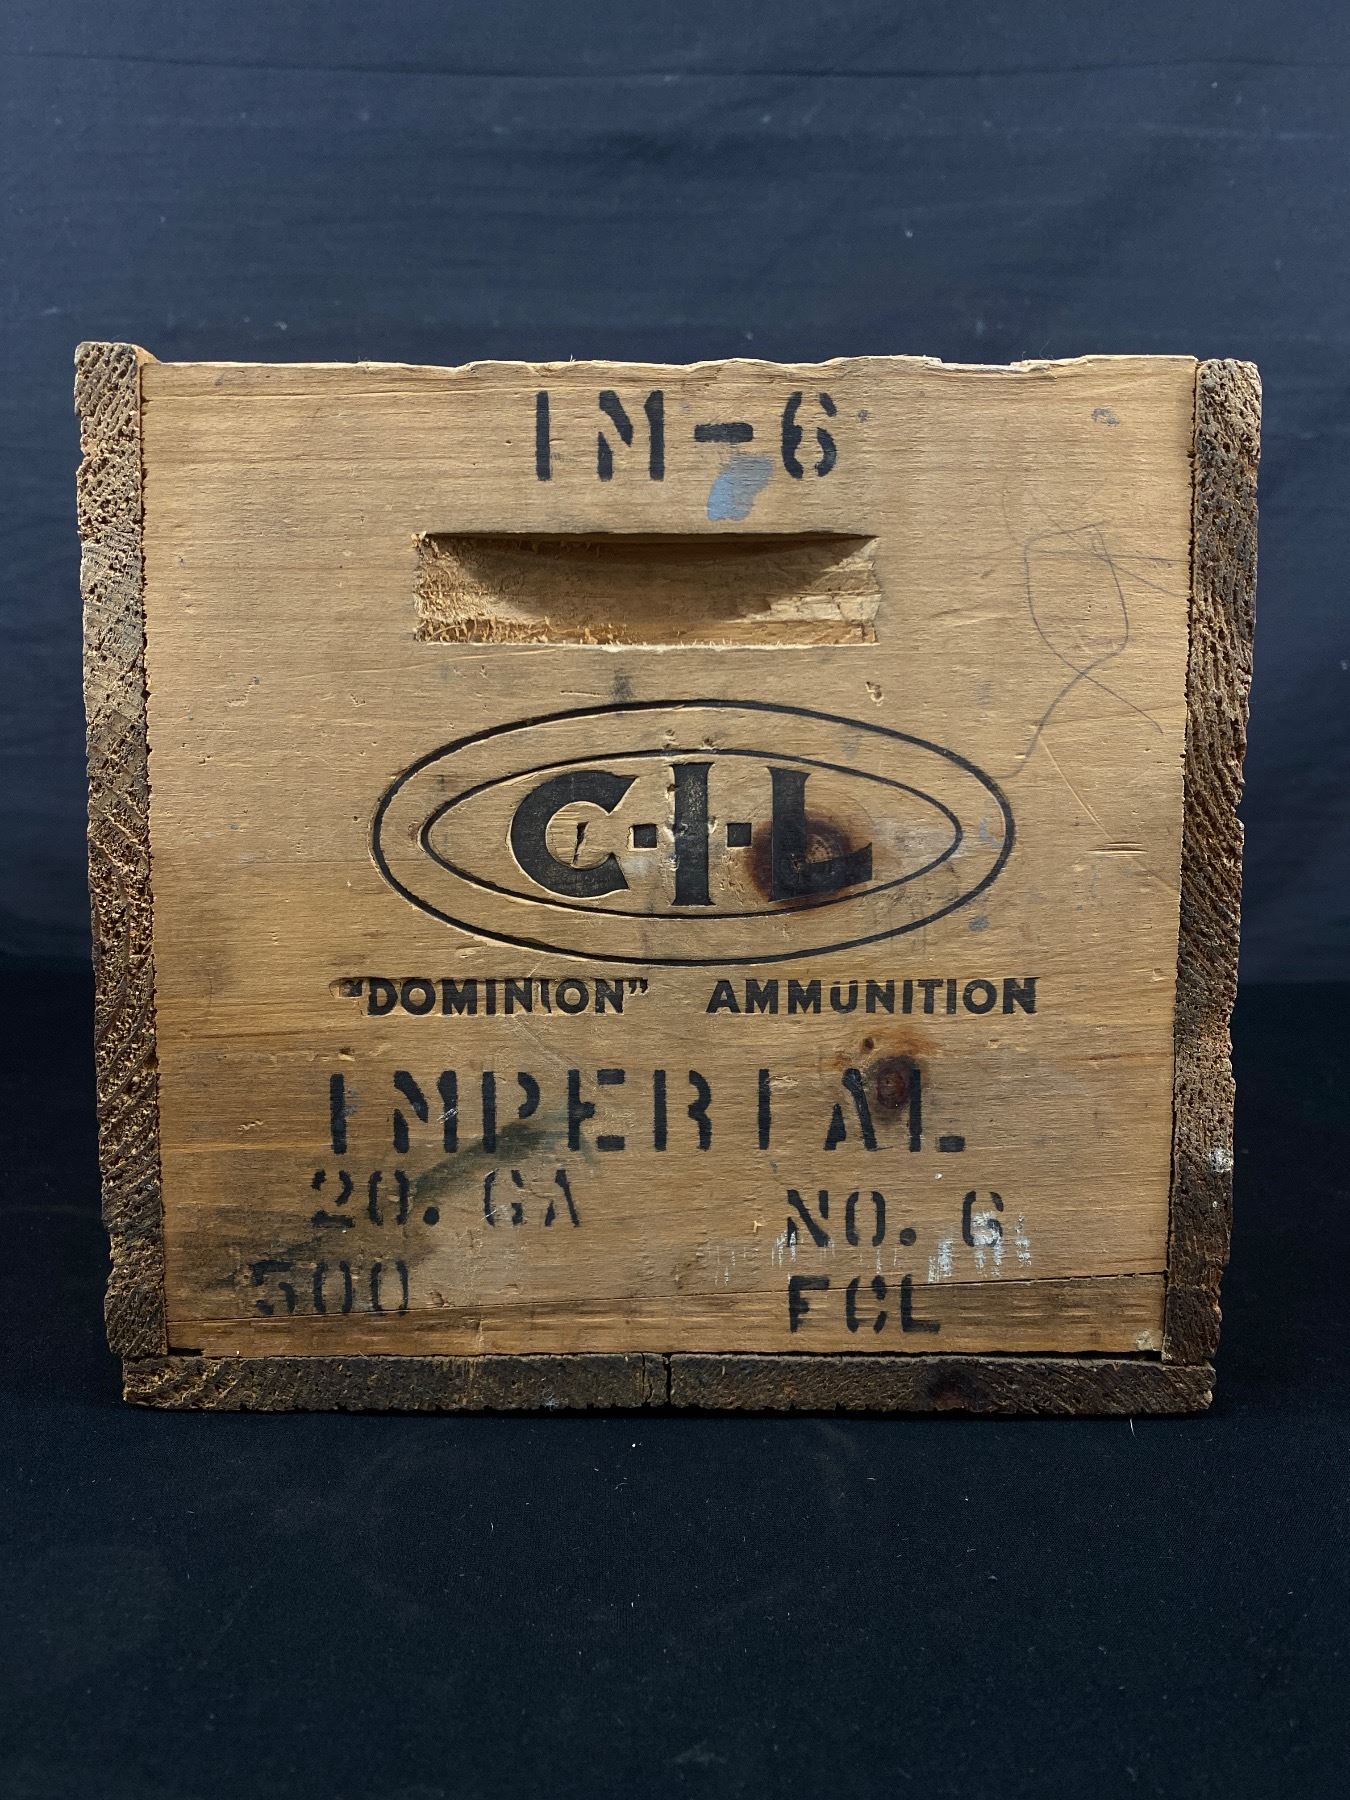 IM-6
C·I·L
"DOMINION" AMMUNITION
IMPERIAL
20. GA NO. 6
500 FCL